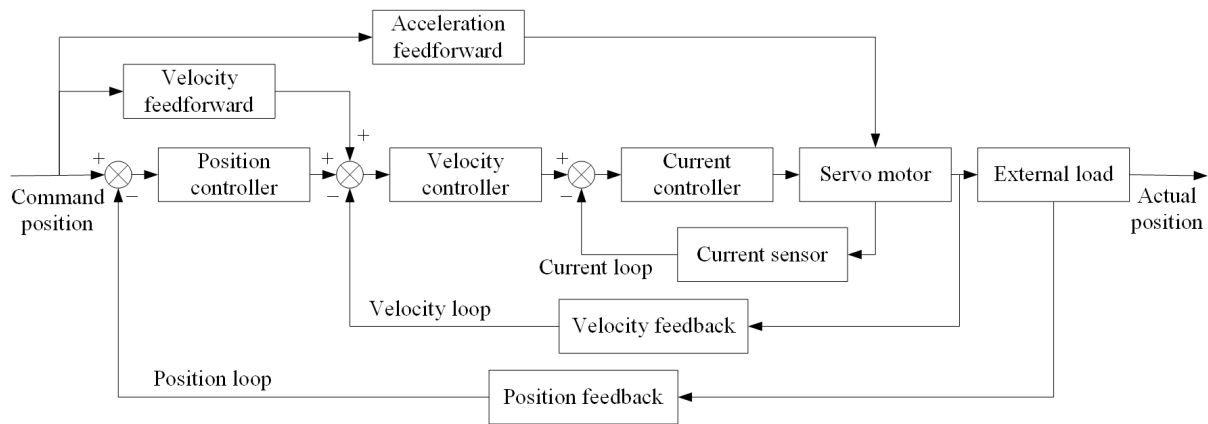 Acceleration
feedforward
Velocity
feedforward
+
+
+
Position
controller
+
Velocity
controller
+
Current
controller
Servo motor
External load
Command
position
−
−
−
Actual
position
Current sensor
Current loop
Velocity loop
Velocity feedback
Position loop
Position feedback